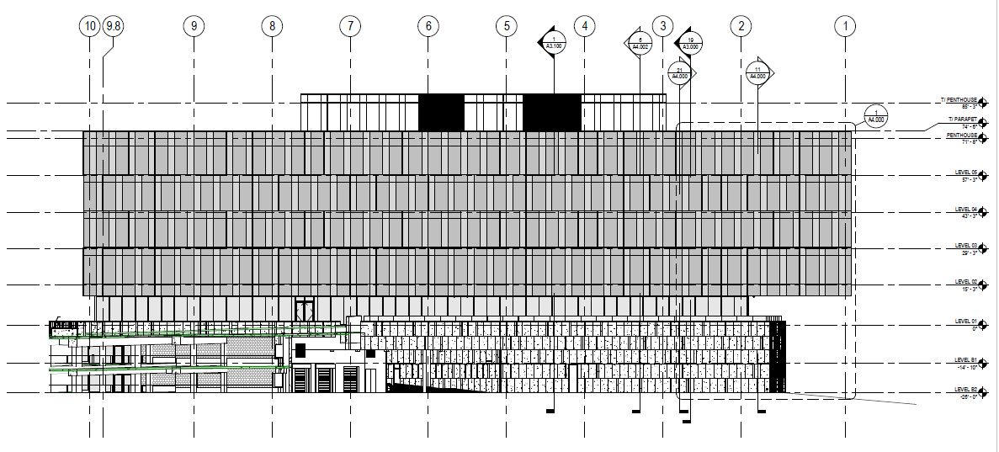 10 9.8 9 8 7 6 5 4 3 2 1
1
A3.100
6
A4.002
19
A3.000
21
A4.000
11
A4.000
1
A4.000
T/ PENTHOUSE
85' - 3"
T/ PARAPET
74' - 6"
PENTHOUSE
71' - 8"
LEVEL 05
57' - 3"
LEVEL 04
43' - 3"
LEVEL 03
29' - 3"
LEVEL 02
15' - 3"
LEVEL 01
0"
LEVEL B1
-14' - 10"
LEVEL B2
-26' - 0"